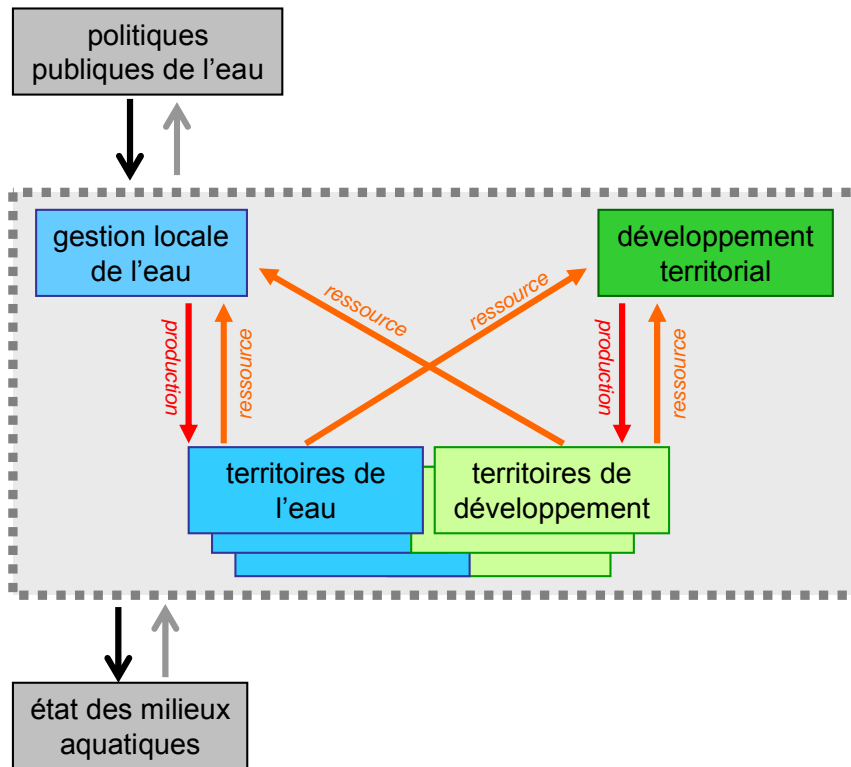 politiques
publiques de l'eau
gestion locale
de l'eau
développement
territorial
ressource
ressource
production
ressource
production
ressource
territoires de
l'eau
territoires de
développement
état des milieux
aquatiques